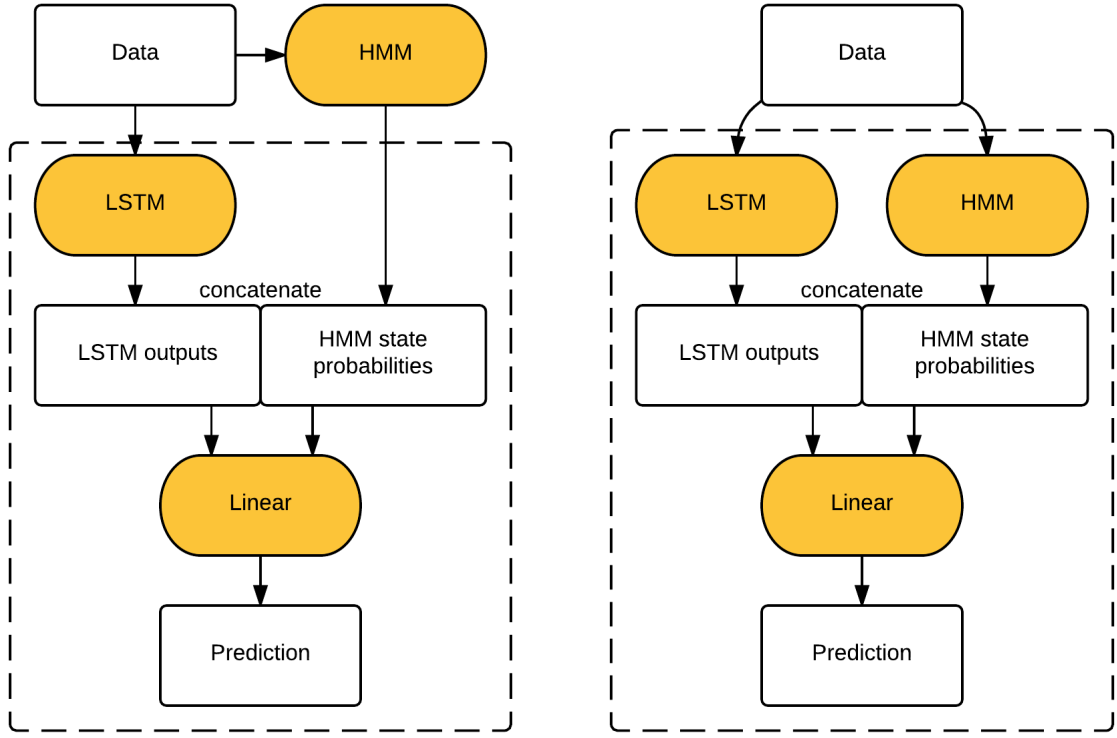 Data
HMM
LSTM
concatenate
LSTM outputs
HMM state
probabilities
Linear
Prediction
Data
LSTM
HMM
concatenate
LSTM outputs
HMM state
probabilities
Linear
Prediction